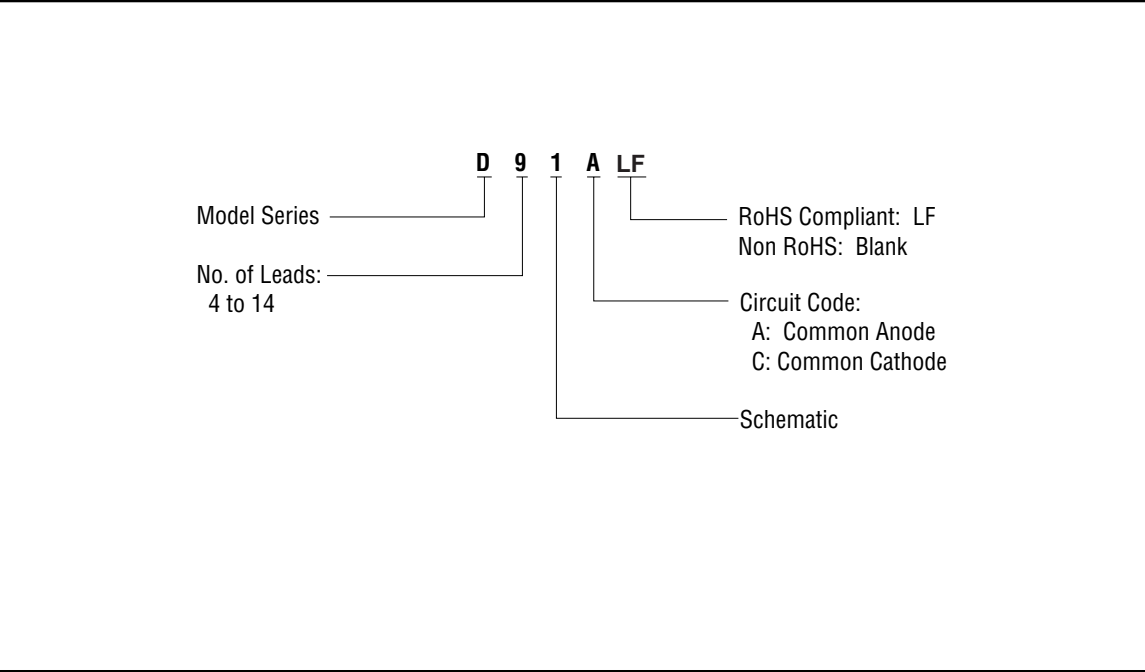 D 9 1 A LF
Model Series
No. of Leads:
4 to 14
RoHS Compliant: LF
Non RoHS: Blank
Circuit Code:
A: Common Anode
C: Common Cathode
Schematic